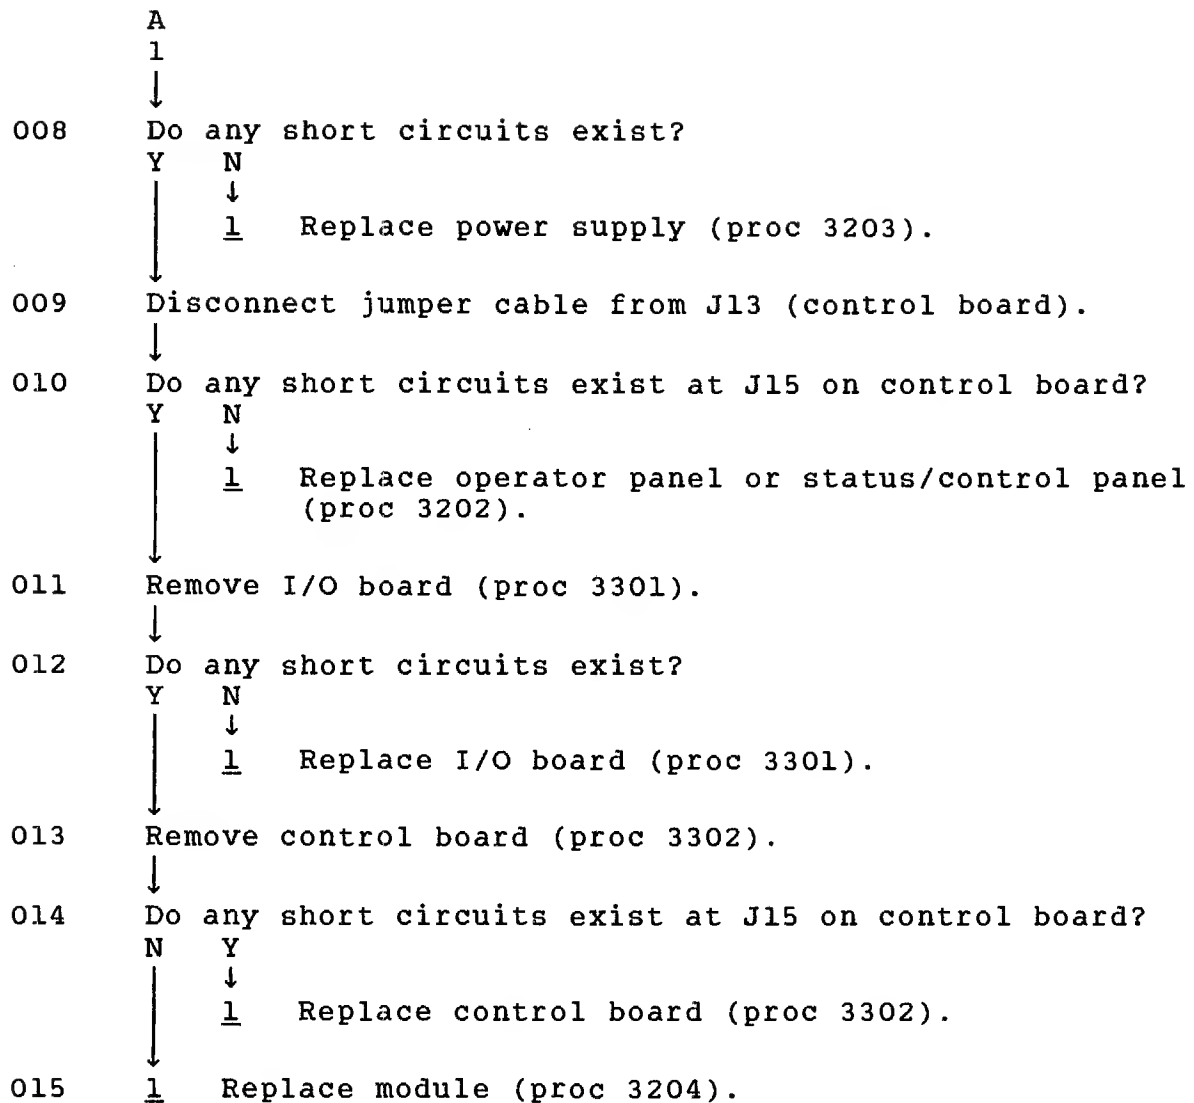 A
1
↓
008 Do any short circuits exist?
Y N
↓
1 Replace power supply (proc 3203).
009 Disconnect jumper cable from J13 (control board).
↓
010 Do any short circuits exist at J15 on control board?
Y N
↓
1 Replace operator panel or status/control panel
(proc 3202).
011 Remove I/O board (proc 3301).
↓
012 Do any short circuits exist?
Y N
↓
1 Replace I/O board (proc 3301).
013 Remove control board (proc 3302).
↓
014 Do any short circuits exist at J15 on control board?
N Y
↓
1 Replace control board (proc 3302).
015 1 Replace module (proc 3204).